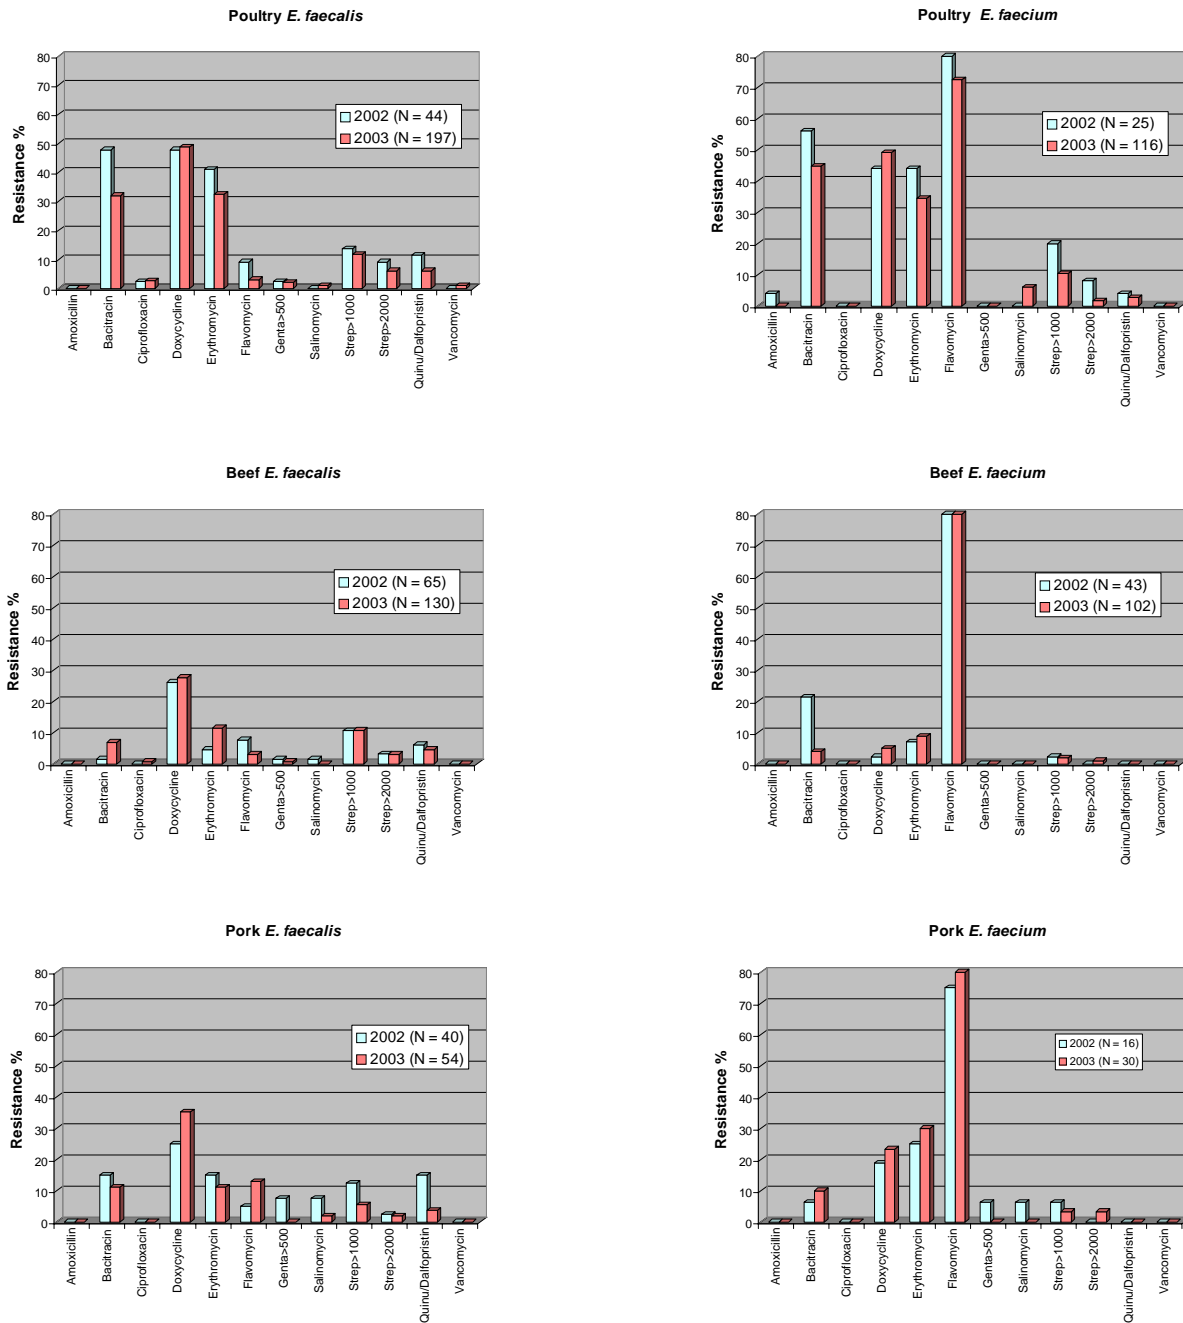 Poultry E. faecalis
Resistance %
80
70
60
50
40
30
20
10
0
2002 (N = 44)
2003 (N = 197)
Amoxicillin
Bacitracin
Ciprofloxacin
Doxycycline
Erythromycin
Flavomycin
Genta>500
Salinomycin
Strep>1000
Strep>2000
Quinu/Dalfopristin
Vancomycin
Poultry E. faecium
Resistance %
80
70
60
50
40
30
20
10
0
2002 (N = 25)
2003 (N = 116)
Amoxicillin
Bacitracin
Ciprofloxacin
Doxycycline
Erythromycin
Flavomycin
Genta>500
Salinomycin
Strep>1000
Strep>2000
Quinu/Dalfopristin
Vancomycin
Beef E. faecalis
Resistance %
80
70
60
50
40
30
20
10
0
2002 (N = 65)
2003 (N = 130)
Amoxicillin
Bacitracin
Ciprofloxacin
Doxycycline
Erythromycin
Flavomycin
Genta>500
Salinomycin
Strep>1000
Strep>2000
Quinu/Dalfopristin
Vancomycin
Beef E. faecium
Resistance %
80
70
60
50
40
30
20
10
0
2002 (N = 43)
2003 (N = 102)
Amoxicillin
Bacitracin
Ciprofloxacin
Doxycycline
Erythromycin
Flavomycin
Genta>500
Salinomycin
Strep>1000
Strep>2000
Quinu/Dalfopristin
Vancomycin
Pork E. faecalis
Resistance %
80
70
60
50
40
30
20
10
0
2002 (N = 40)
2003 (N = 54)
Amoxicillin
Bacitracin
Ciprofloxacin
Doxycycline
Erythromycin
Flavomycin
Genta>500
Salinomycin
Strep>1000
Strep>2000
Quinu/Dalfopristin
Vancomycin
Pork E. faecium
Resistance %
80
70
60
50
40
30
20
10
0
2002 (N = 16)
2003 (N = 30)
Amoxicillin
Bacitracin
Ciprofloxacin
Doxycycline
Erythromycin
Flavomycin
Genta>500
Salinomycin
Strep>1000
Strep>2000
Quinu/Dalfopristin
Vancomycin